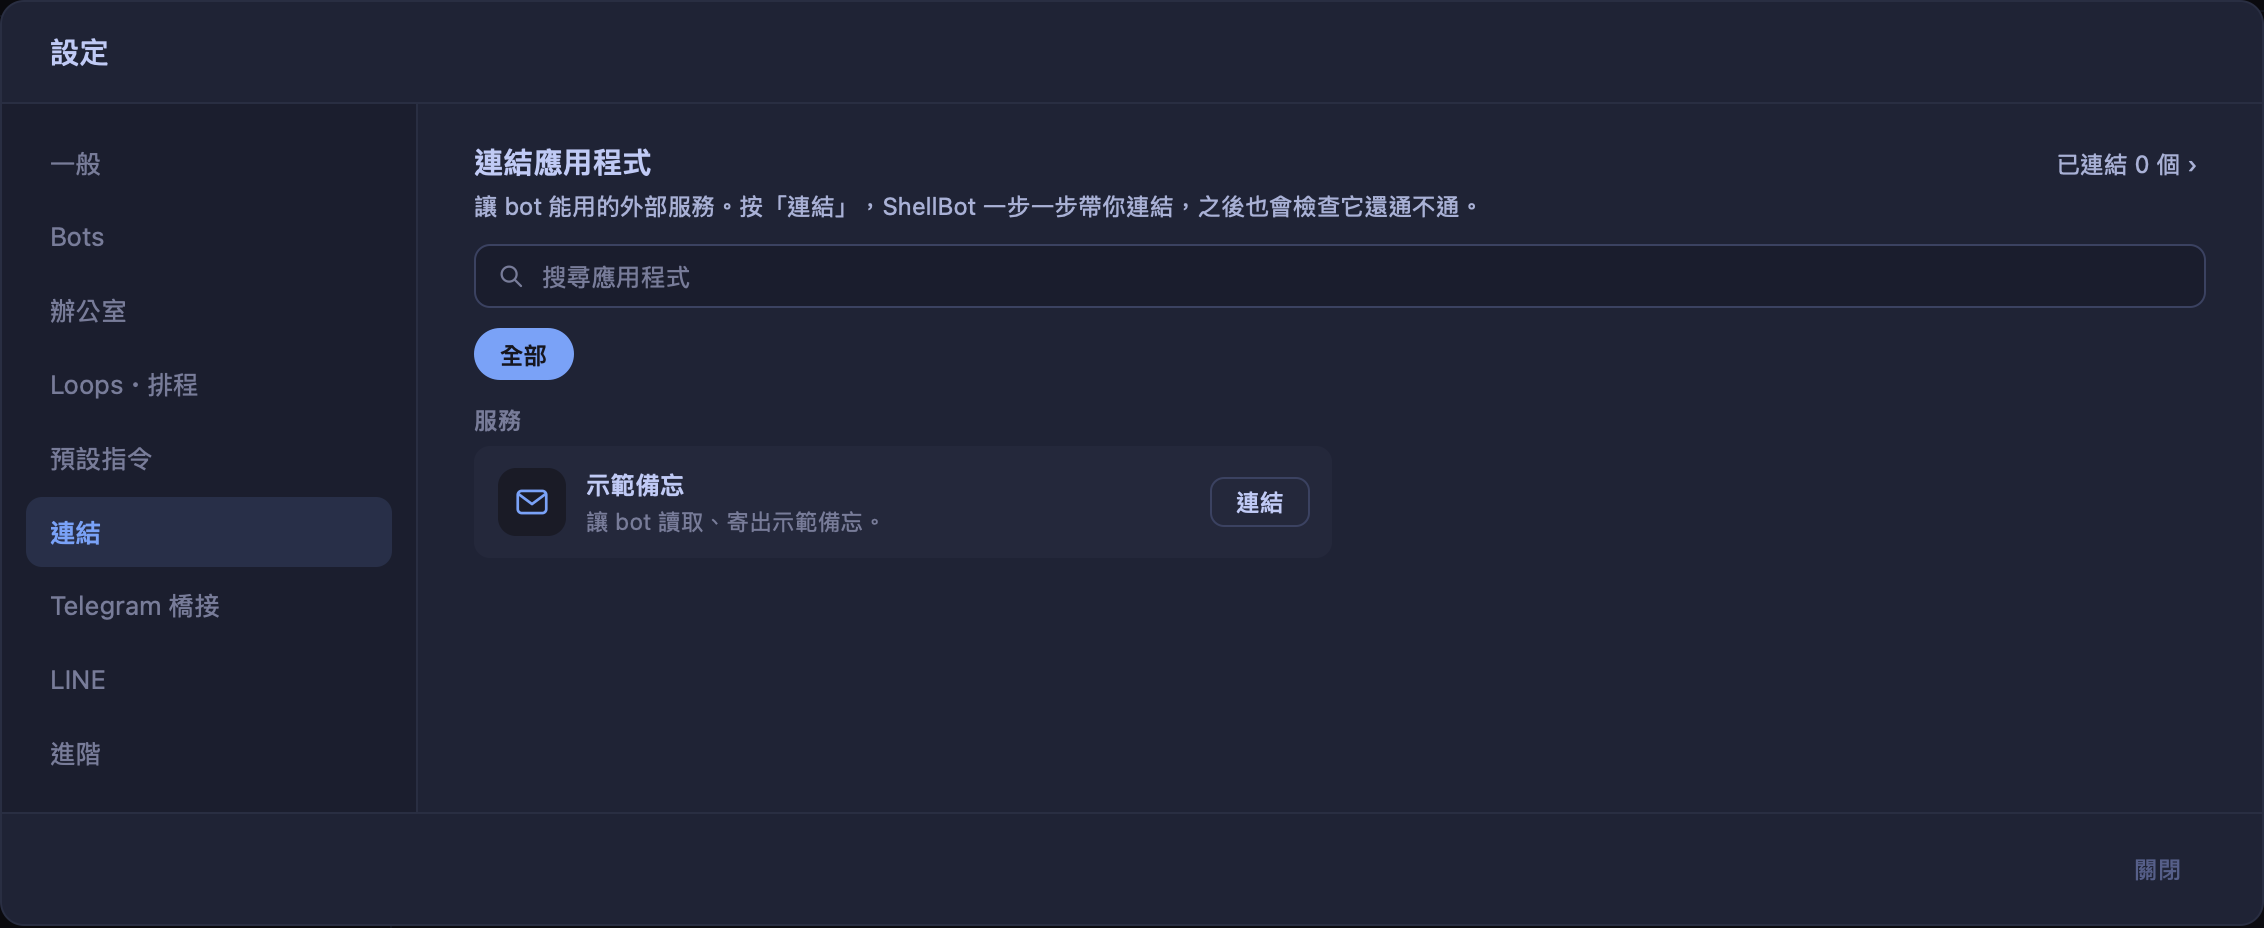 設定
一般
Bots
辦公室
Loops・排程
預設指令
連結
Telegram 橋接
LINE
進階
連結應用程式
已連結 0 個 ›
讓 bot 能用的外部服務。按「連結」，ShellBot 一步一步帶你連結，之後也會檢查它還通不通。
搜尋應用程式
全部
服務
示範備忘
讓 bot 讀取、寄出示範備忘。
連結
關閉